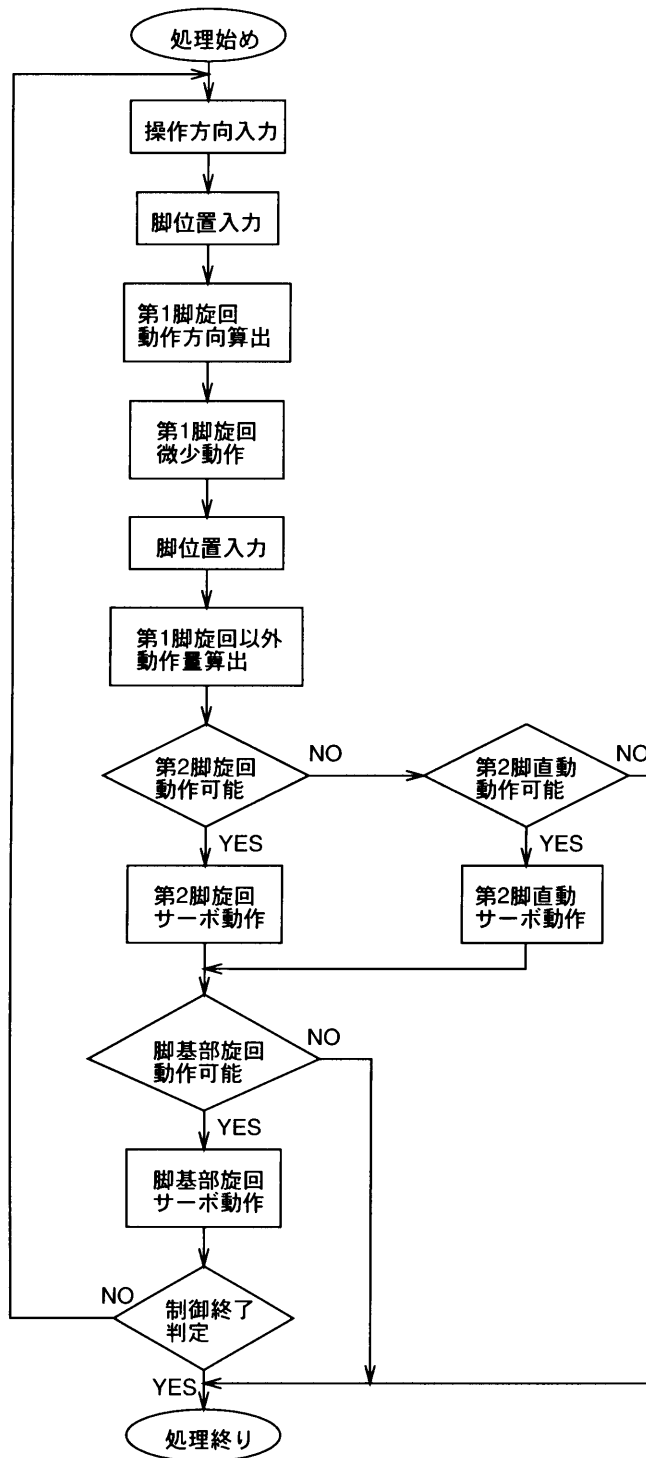 処理始め
操作方向入力
脚位置入力
第1脚旋回
動作方向算出
第1脚旋回
微少動作
脚位置入力
第1脚旋回以外
動作量算出
第2脚旋回
動作可能
NO
第2脚直動
動作可能
NO
YES
YES
第2脚旋回
サーボ動作
第2脚直動
サーボ動作
脚基部旋回
動作可能
NO
YES
脚基部旋回
サーボ動作
NO
制御終了
判定
YES
処理終り